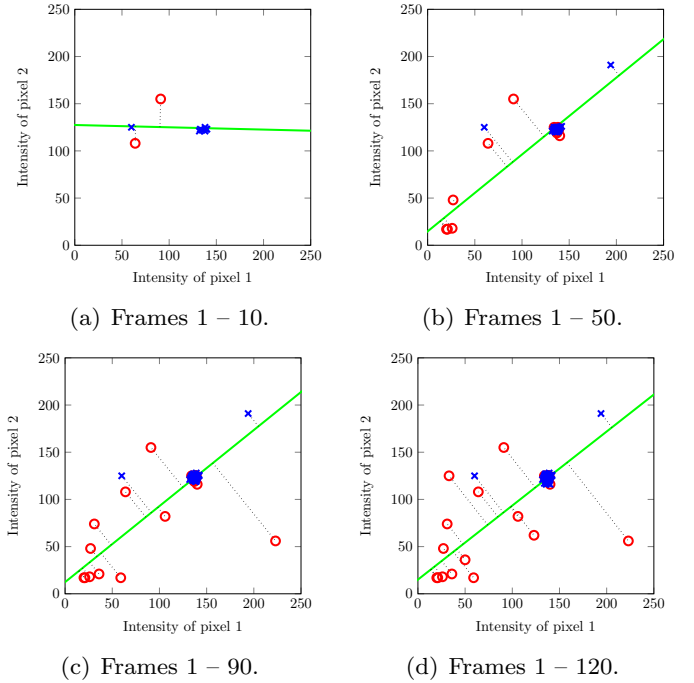 250
200
150
100
50
0
Intensity of pixel 2
0 50 100 150 200 250
Intensity of pixel 1
(a) Frames 1 – 10.
250
200
150
100
50
0
Intensity of pixel 2
0 50 100 150 200 250
Intensity of pixel 1
(b) Frames 1 – 50.
250
200
150
100
50
0
Intensity of pixel 2
0 50 100 150 200 250
Intensity of pixel 1
(c) Frames 1 – 90.
250
200
150
100
50
0
Intensity of pixel 2
0 50 100 150 200 250
Intensity of pixel 1
(d) Frames 1 – 120.